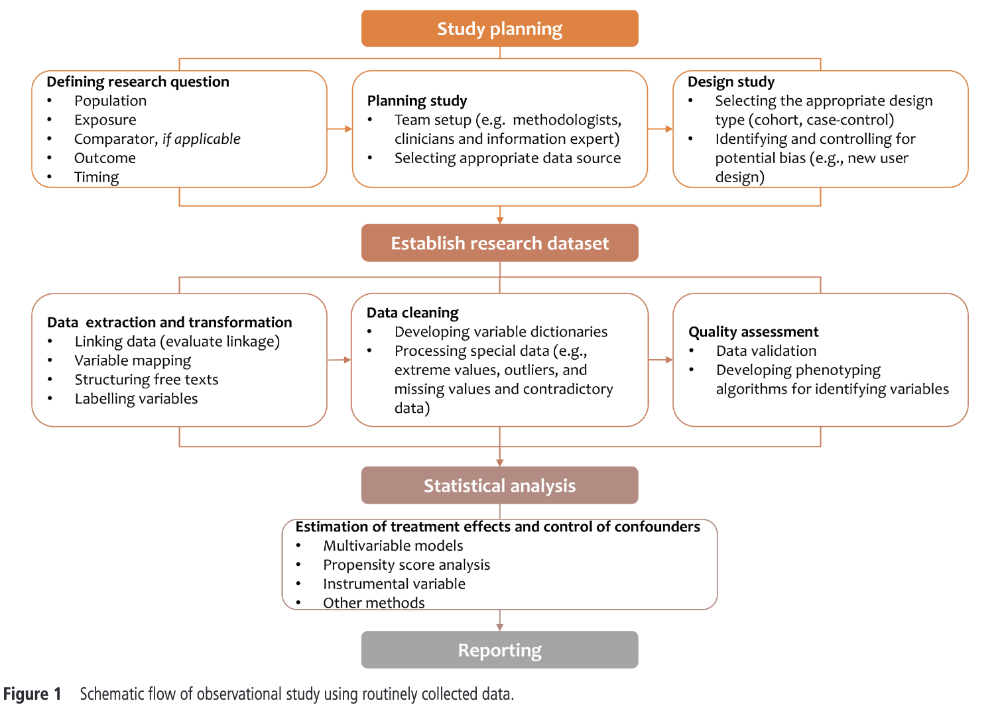 Study planning
Defining research question
• Population
• Exposure
• Comparator, if applicable
• Outcome
• Timing
Planning study
• Team setup (e.g. methodologists,
clinicians and information expert)
• Selecting appropriate data source
Design study
• Selecting the appropriate design
type (cohort, case-control)
• Identifying and controlling for
potential bias (e.g., new user
design)
Establish research dataset
Data extraction and transformation
• Linking data (evaluate linkage)
• Variable mapping
• Structuring free texts
• Labelling variables
Data cleaning
• Developing variable dictionaries
• Processing special data (e.g.,
extreme values, outliers, and
missing values and contradictory
data)
Quality assessment
• Data validation
• Developing phenotyping
algorithms for identifying variables
Statistical analysis
Estimation of treatment effects and control of confounders
• Multivariable models
• Propensity score analysis
• Instrumental variable
• Other methods
Reporting
Figure 1 Schematic flow of observational study using routinely collected data.